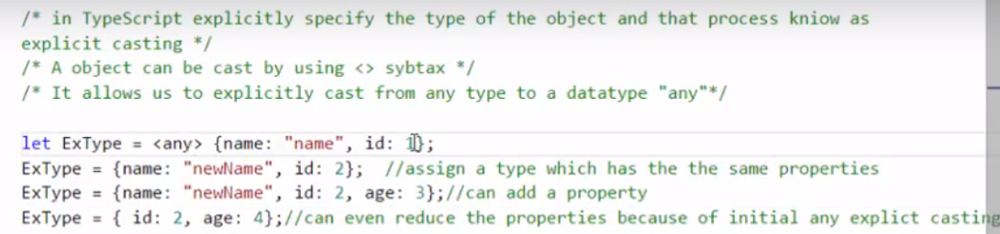 /* in TypeScript explicitly specify the type of the object and that process kniow as
explicit casting */
/* A object can be cast by using <> sybtax */
/* It allows us to explicitly cast from any type to a datatype "any"*/
let ExType = <any> {name: "name", id: 1};
ExType = {name: "newName", id: 2};  //assign a type which has the the same properties
ExType = {name: "newName", id: 2, age: 3};//can add a property
ExType = { id: 2, age: 4};//can even reduce the properties because of initial any explict casting